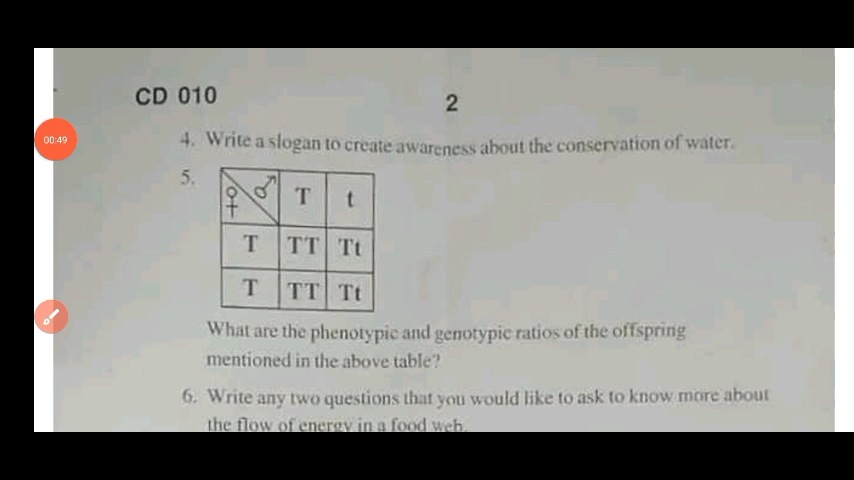 CD 010
2
00:49
4. Write a slogan to create awareness about the conservation of water.
5.
♀ ♂ T t
T TT Tt
T TT Tt
What are the phenotypic and genotypic ratios of the offspring
mentioned in the above table?
6. Write any two questions that you would like to ask to know more about
the flow of energy in a food web.